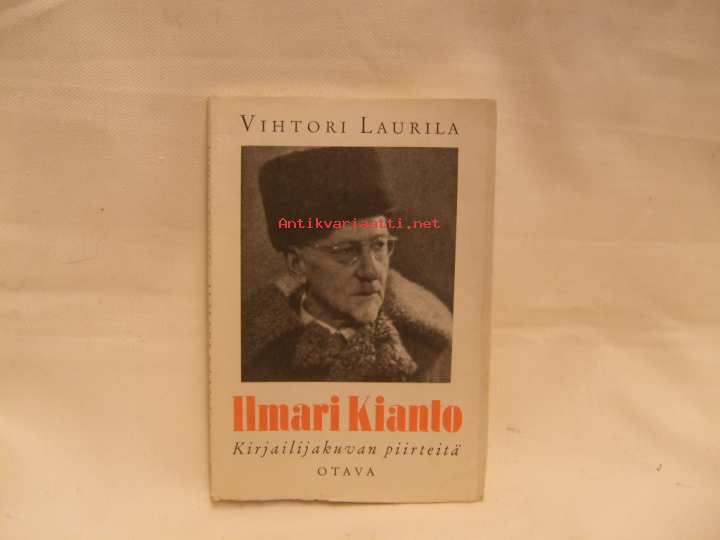 VIHTORI LAURILA
Antikvariaatti.net
Ilmari Kianto
Kirjailijakuvan piirteitä
OTAVA